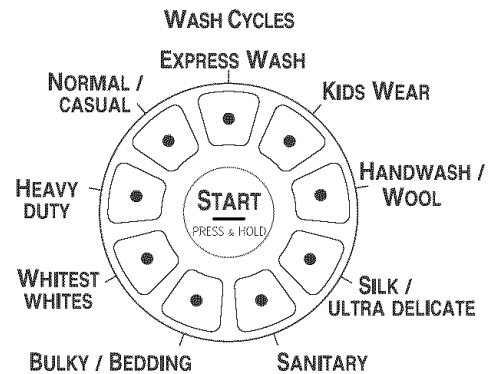 WASH CYCLES
EXPRESS WASH
NORMAL /
CASUAL
KIDS WEAR
HANDWASH /
WOOL
HEAVY
DUTY
START
PRESS & HOLD
WHITEST
WHITES
SILK /
ULTRA DELICATE
BULKY / BEDDING
SANITARY